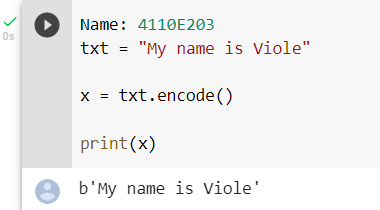 Name: 4110E203
0s
txt = "My name is Viole"
x = txt.encode()
print(x)
b'My name is Viole'